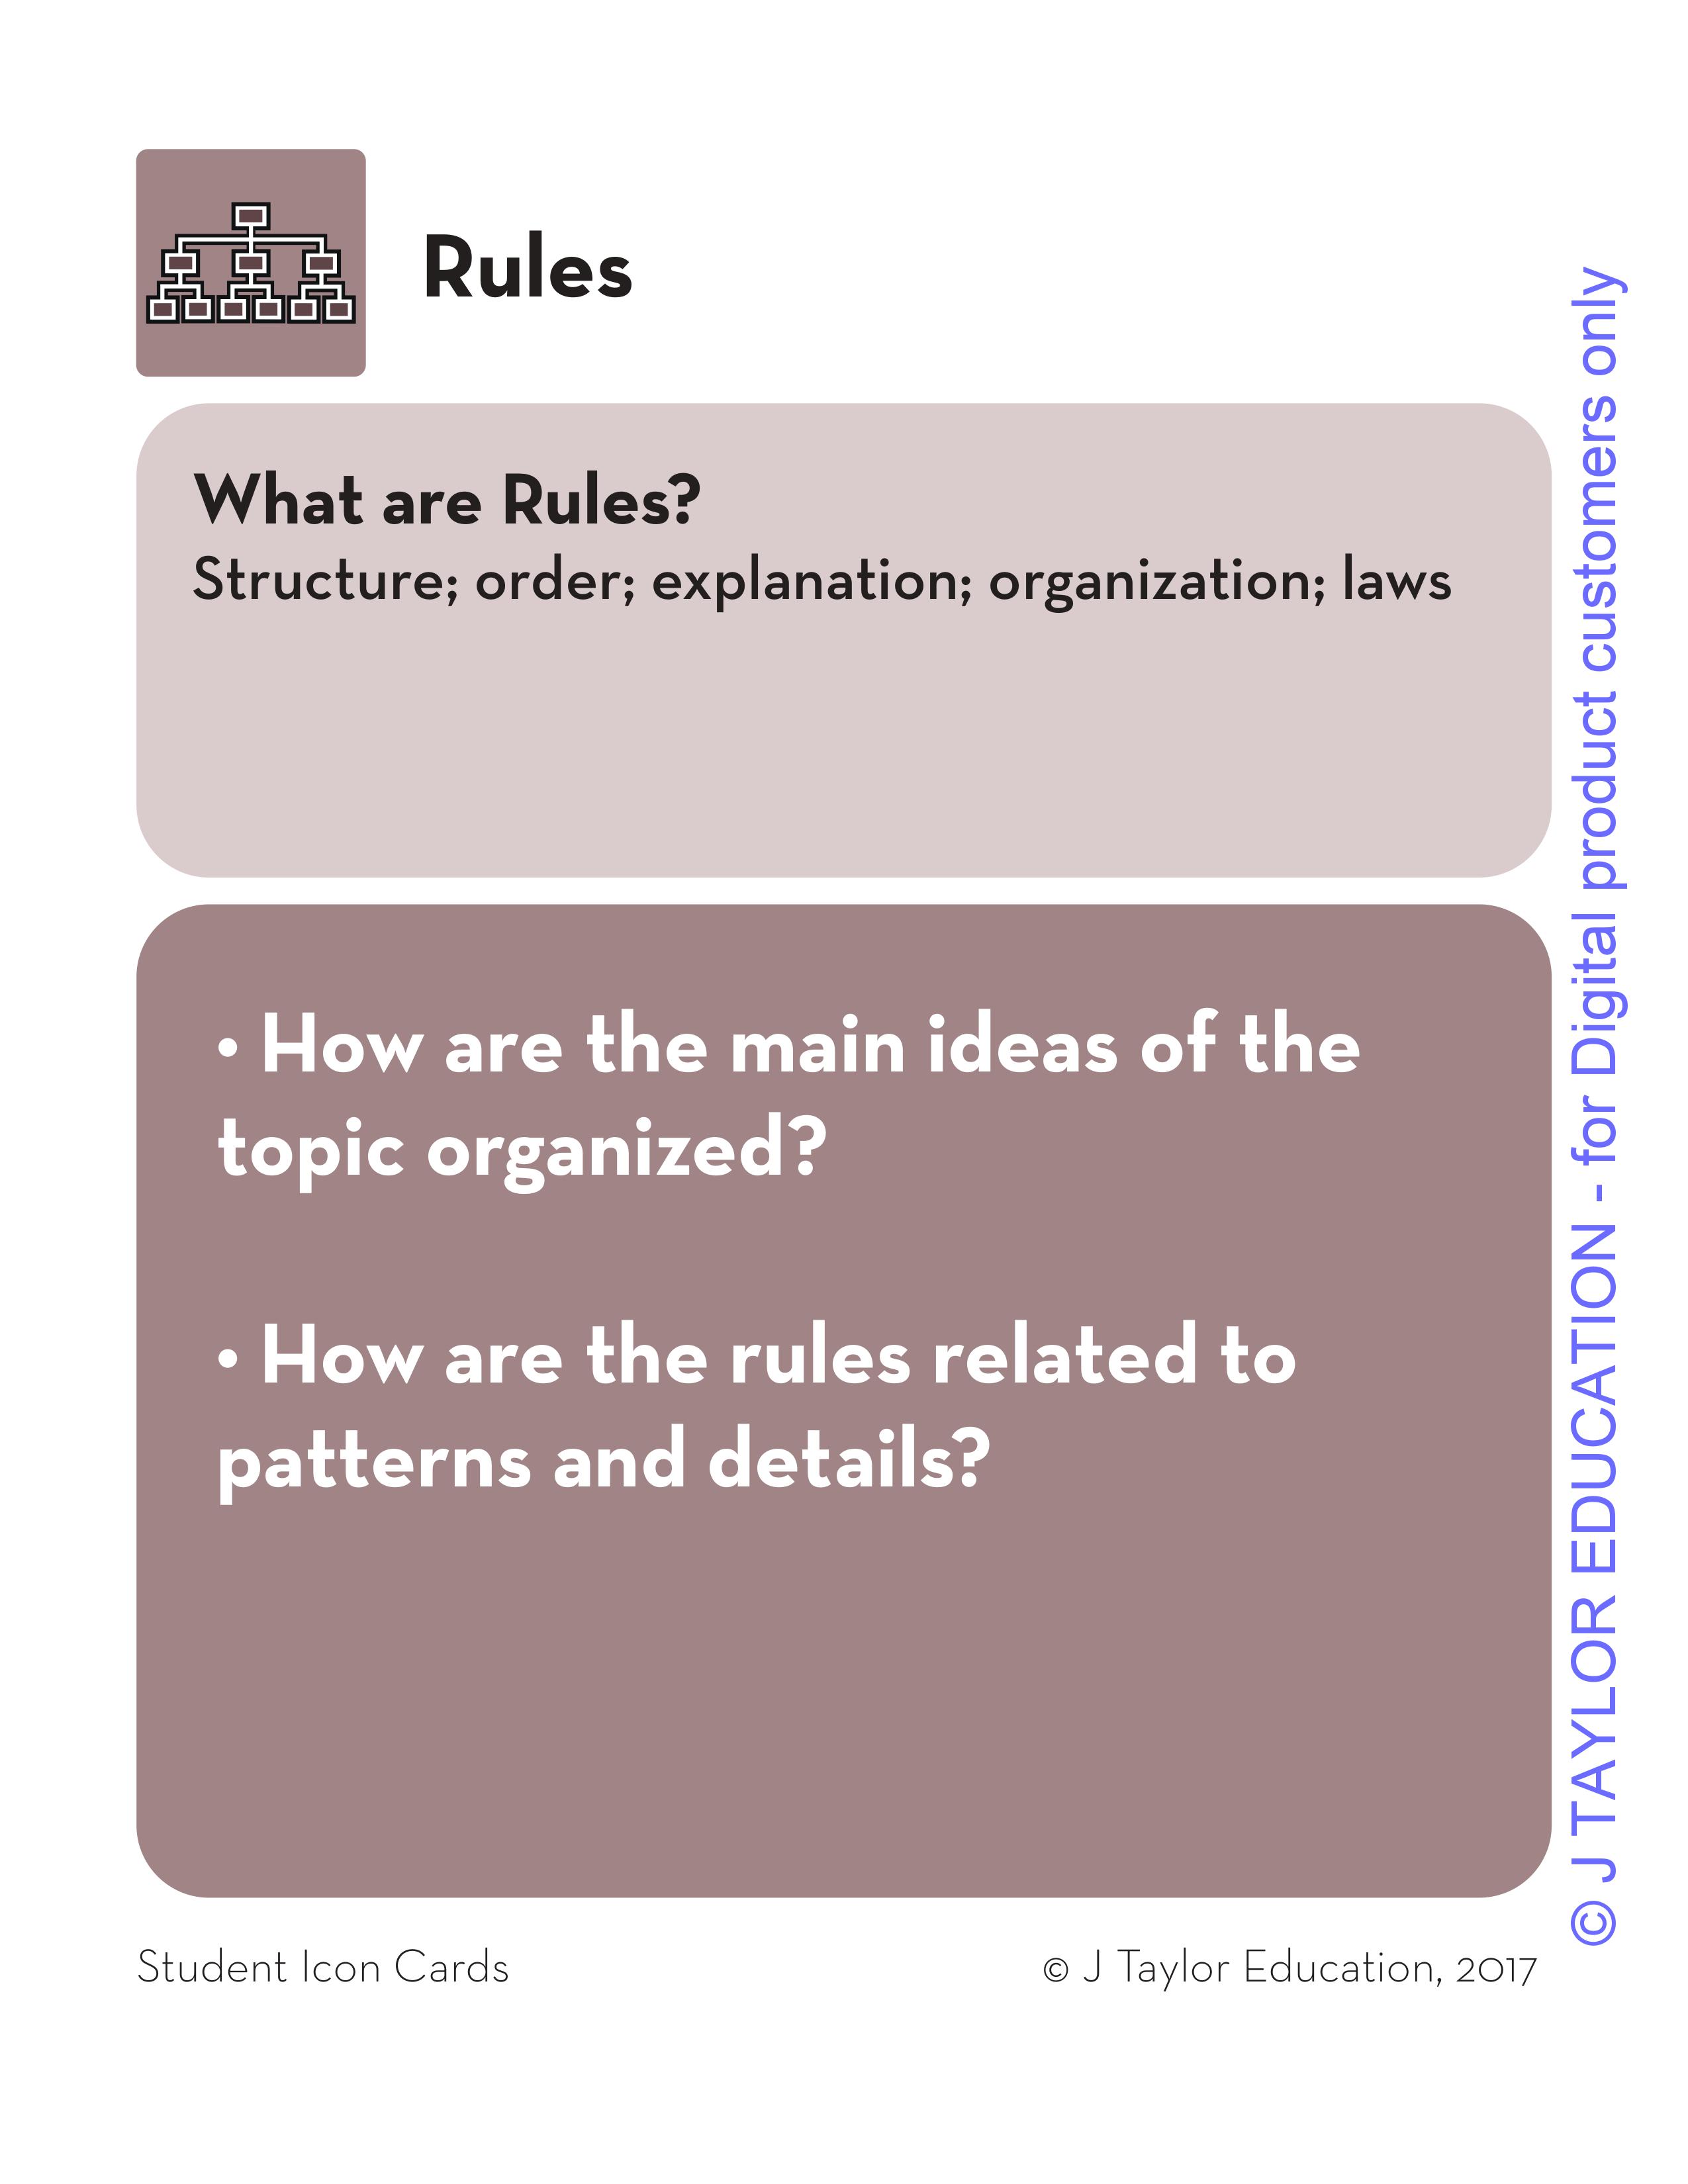 Rules
What are Rules?
Structure; order; explanation; organization; laws
• How are the main ideas of the
topic organized?
• How are the rules related to
patterns and details?
Student Icon Cards
© J Taylor Education, 2017
© J TAYLOR EDUCATION - for Digital product customers only